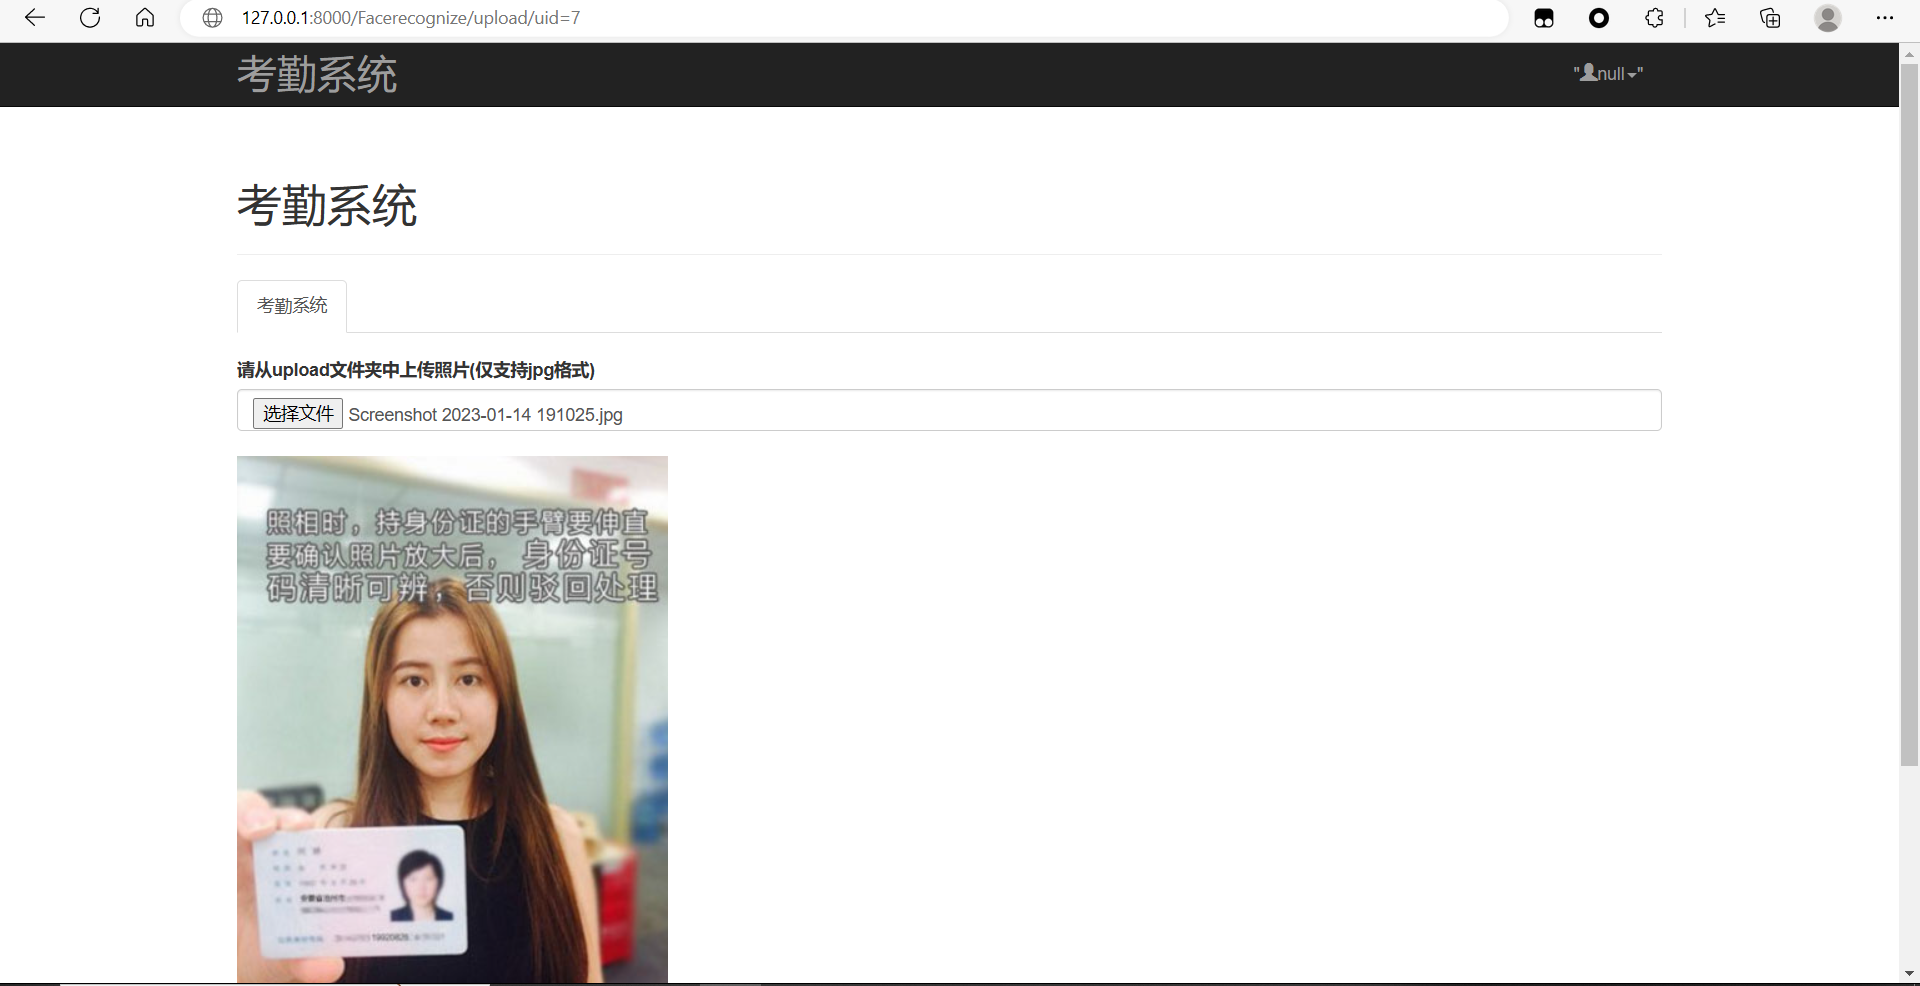 127.0.0.1:8000/Facerecognize/upload/uid=7
考勤系统
"null"
考勤系统
考勤系统
请从upload文件夹中上传照片(仅支持jpg格式)
选择文件 Screenshot 2023-01-14 191025.jpg
照相时，持身份证的手臂要伸直
要确认照片放大后，身份证号
码清晰可辨，否则驳回处理